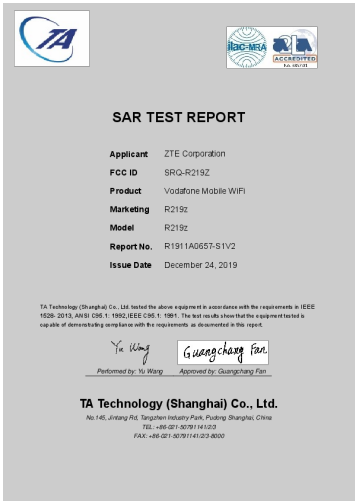 TA
ilac-MRA
ACCREDITED
SAR TEST REPORT
Applicant ZTE Corporation
FCC ID SRQ-R219Z
Product Vodafone Mobile WiFi
Marketing R219z
Model R219z
Report No. R1911A0657-S1V2
Issue Date December 24, 2019
TA Technology (Shanghai) Co., Ltd. tested the above equipment in accordance with the requirements in IEEE
1528- 2013, ANSI C95.1: 1992,IEEE C95.1: 1991. The test results show that the equipment tested is
capable of demonstrating compliance with the requirements as documented in this report.
Yu Wang
Guangchang Fan
Performed by: Yu Wang Approved by: Guangchang Fan
TA Technology (Shanghai) Co., Ltd.
No.145, Jintang Rd, Tangzhen Industry Park, Pudong Shanghai, China
TEL: +86-021-50791141/2/3
FAX: +86-021-50791141/2/3-8000